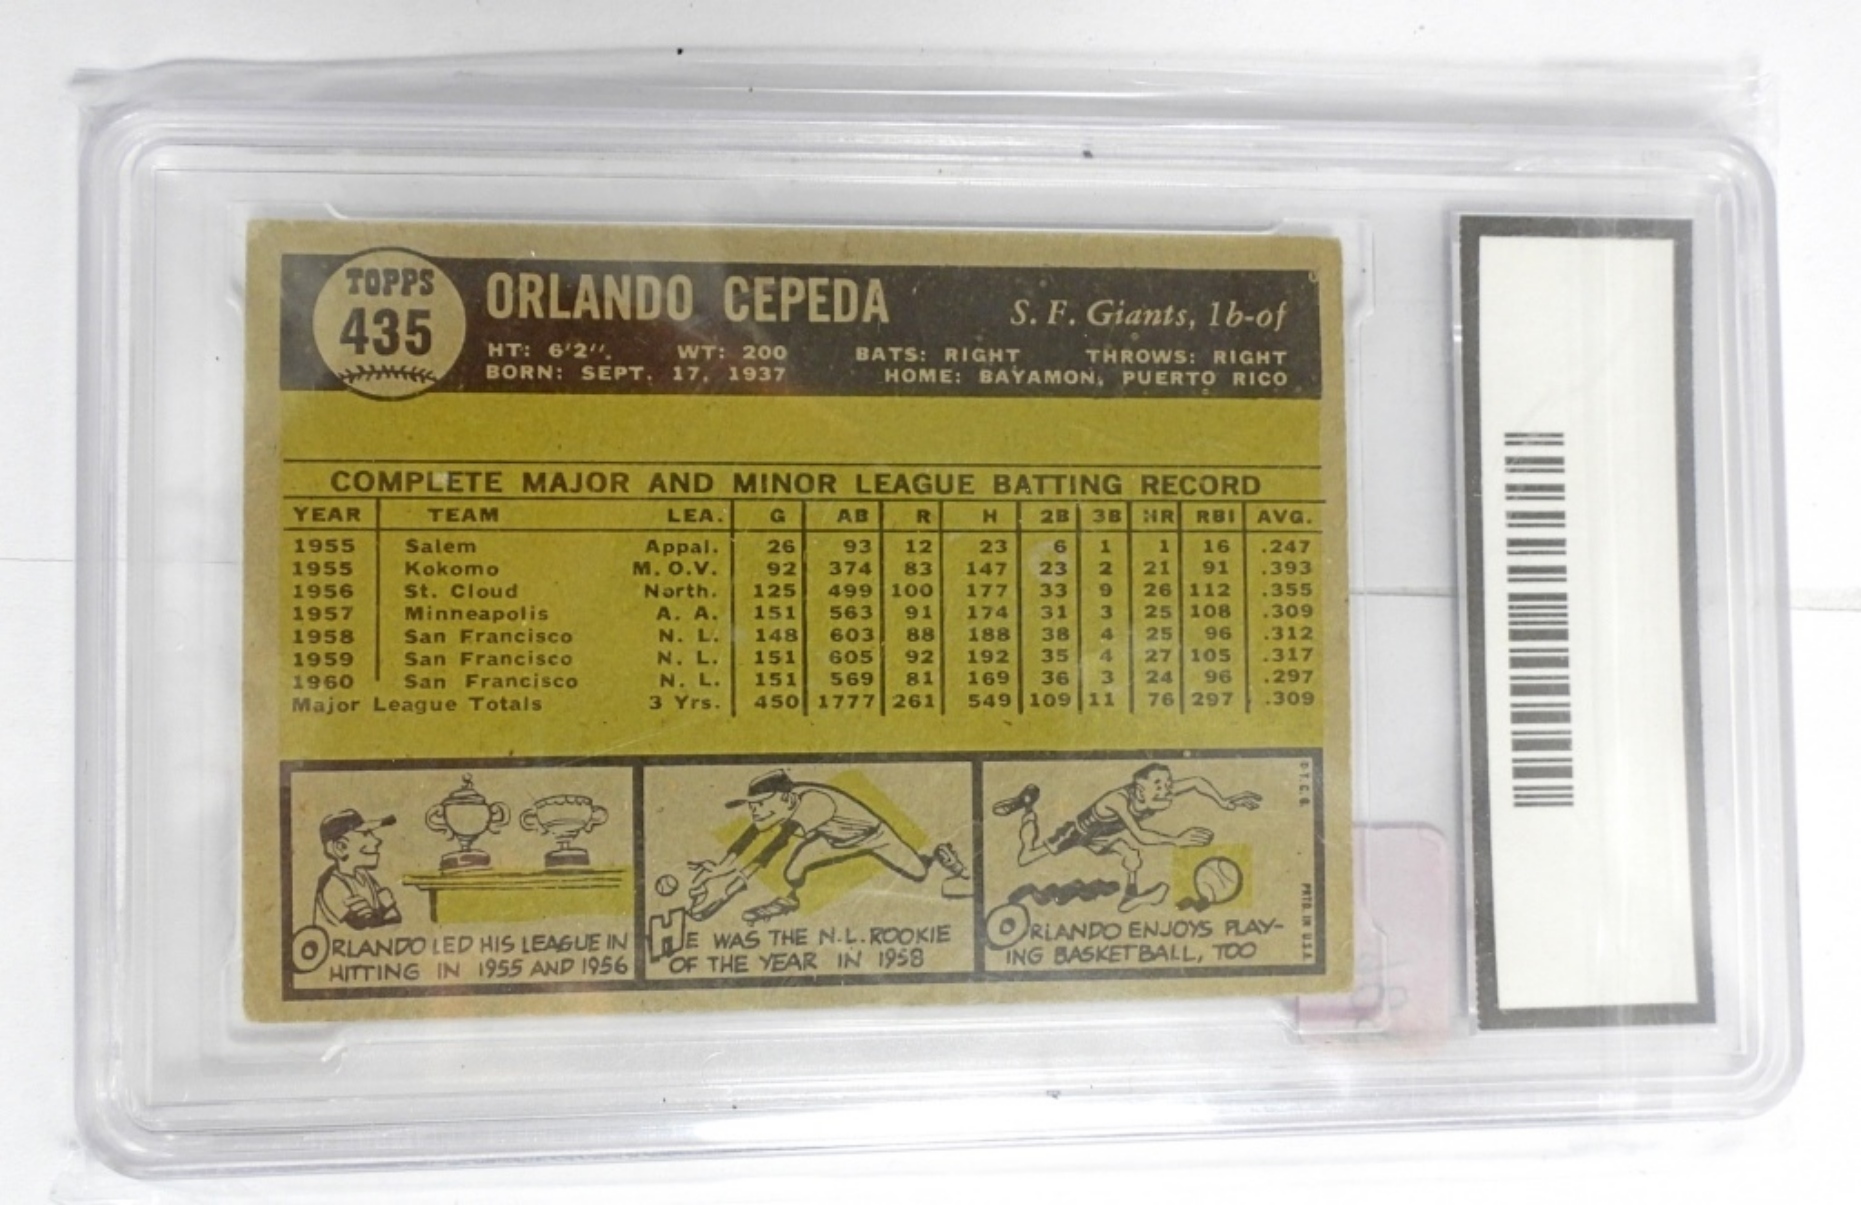 TOPPS
435
ORLANDO CEPEDA
S. F. Giants, 1b-of
HT: 6'2". WT: 200 BATS: RIGHT THROWS: RIGHT
BORN: SEPT. 17, 1937 HOME: BAYAMON, PUERTO RICO
COMPLETE MAJOR AND MINOR LEAGUE BATTING RECORD
YEAR TEAM LEA. G AB R H 2B 3B HR RBI AVG.
1955 Salem Appal. 26 93 12 23 6 1 1 16 .247
1955 Kokomo M.O.V. 92 374 83 147 23 2 21 91 .393
1956 St. Cloud North. 125 499 100 177 33 9 26 112 .355
1957 Minneapolis A. A. 151 563 91 174 31 3 25 108 .309
1958 San Francisco N. L. 148 603 88 188 38 4 25 96 .312
1959 San Francisco N. L. 151 605 92 192 35 4 27 105 .317
1960 San Francisco N. L. 151 569 81 169 36 3 24 96 .297
Major League Totals 3 Yrs. 450 1777 261 549 109 11 76 297 .309
ORLANDO LED HIS LEAGUE IN
HITTING IN 1955 AND 1956
HE WAS THE N.L. ROOKIE
OF THE YEAR IN 1958
ORLANDO ENJOYS PLAY-
ING BASKETBALL, TOO
© T. C. G.
PRTD. IN U.S.A.